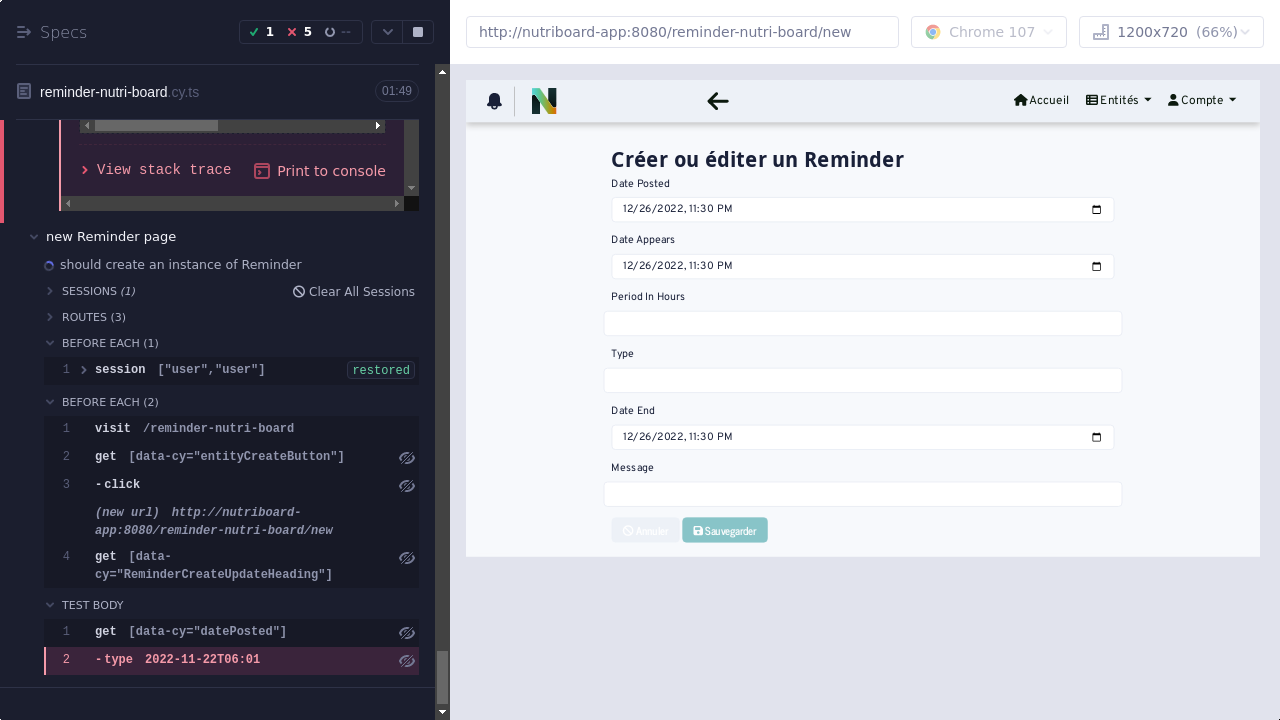 Specs
1
5
--
reminder-nutri-board.cy.ts
01:49
View stack trace
Print to console
new Reminder page
should create an instance of Reminder
SESSIONS (1)
Clear All Sessions
ROUTES (3)
BEFORE EACH (1)
1 session ["user","user"] restored
BEFORE EACH (2)
1 visit /reminder-nutri-board
2 get [data-cy="entityCreateButton"]
3 -click
(new url) http://nutriboard-
app:8080/reminder-nutri-board/new
4 get [data-
cy="ReminderCreateUpdateHeading"]
TEST BODY
1 get [data-cy="datePosted"]
2 -type 2022-11-22T06:01
http://nutriboard-app:8080/reminder-nutri-board/new
Chrome 107
1200x720 (66%)
N
Accueil
Entités
Compte
Créer ou éditer un Reminder
Date Posted
12/26/2022, 11:30 PM
Date Appears
12/26/2022, 11:30 PM
Period In Hours
Type
Date End
12/26/2022, 11:30 PM
Message
Annuler
Sauvegarder